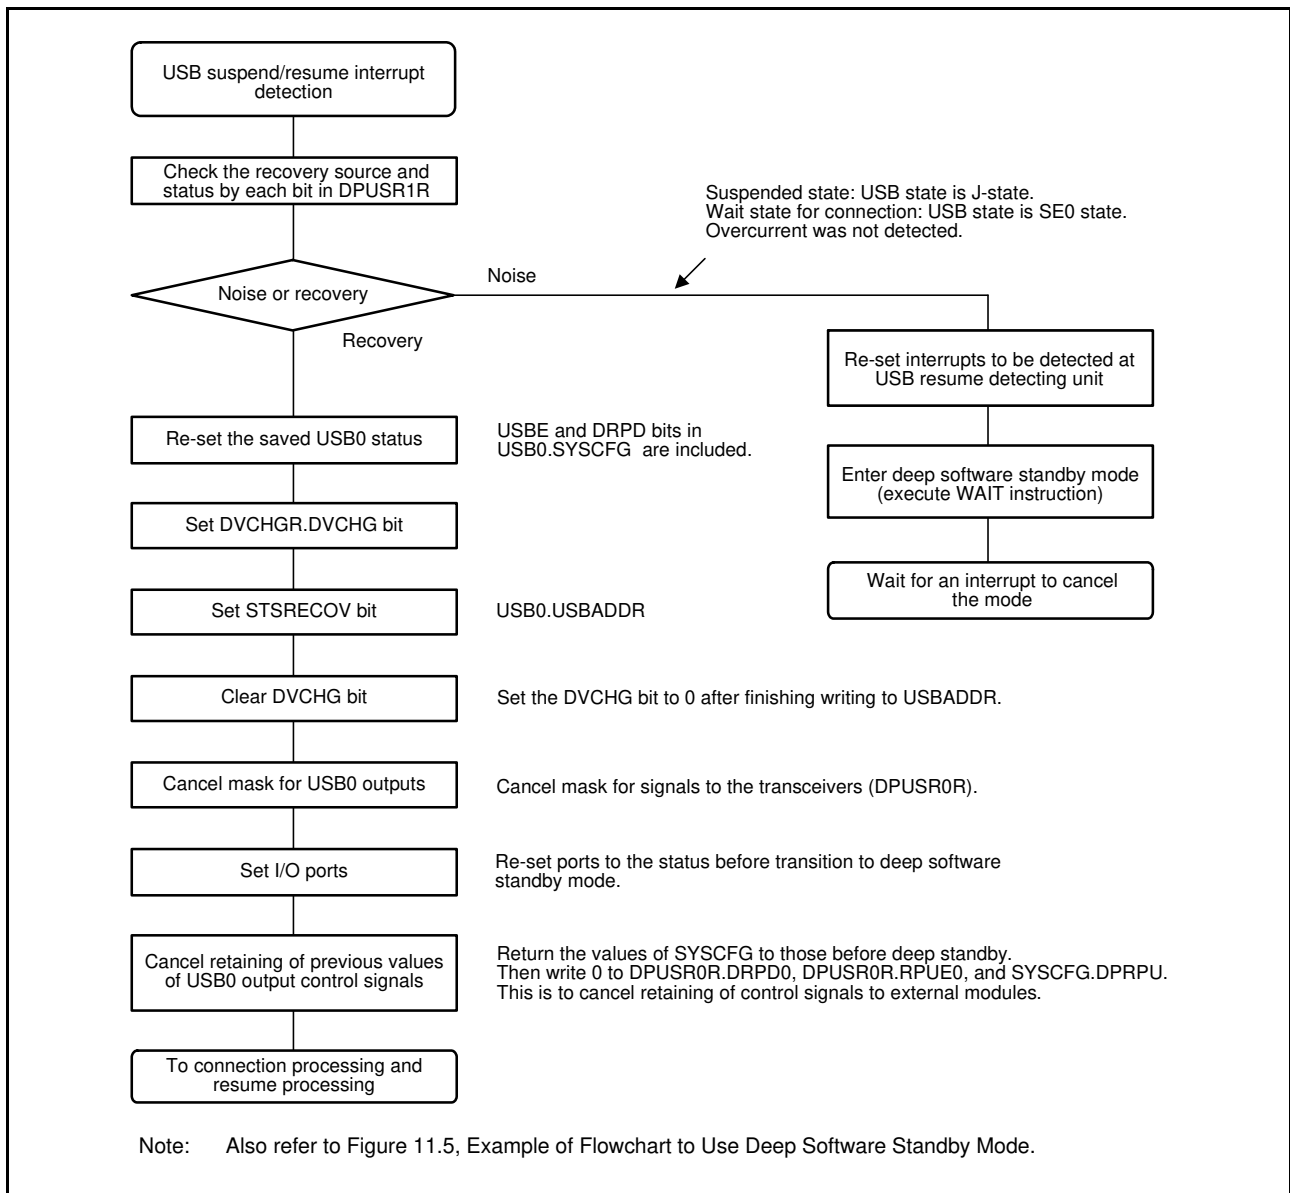 USB suspend/resume interrupt
detection
Check the recovery source and
status by each bit in DPUSR1R
Suspended state: USB state is J-state.
Wait state for connection: USB state is SE0 state.
Overcurrent was not detected.
Noise or recovery
Noise
Recovery
Re-set interrupts to be detected at
USB resume detecting unit
Enter deep software standby mode
(execute WAIT instruction)
Wait for an interrupt to cancel
the mode
Re-set the saved USB0 status
USBE and DRPD bits in
USB0.SYSCFG are included.
Set DVCHGR.DVCHG bit
Set STSRECOV bit
USB0.USBADDR
Clear DVCHG bit
Set the DVCHG bit to 0 after finishing writing to USBADDR.
Cancel mask for USB0 outputs
Cancel mask for signals to the transceivers (DPUSR0R).
Set I/O ports
Re-set ports to the status before transition to deep software
standby mode.
Cancel retaining of previous values
of USB0 output control signals
Return the values of SYSCFG to those before deep standby.
Then write 0 to DPUSR0R.DRPD0, DPUSR0R.RPUE0, and SYSCFG.DPRPU.
This is to cancel retaining of control signals to external modules.
To connection processing and
resume processing
Note: Also refer to Figure 11.5, Example of Flowchart to Use Deep Software Standby Mode.